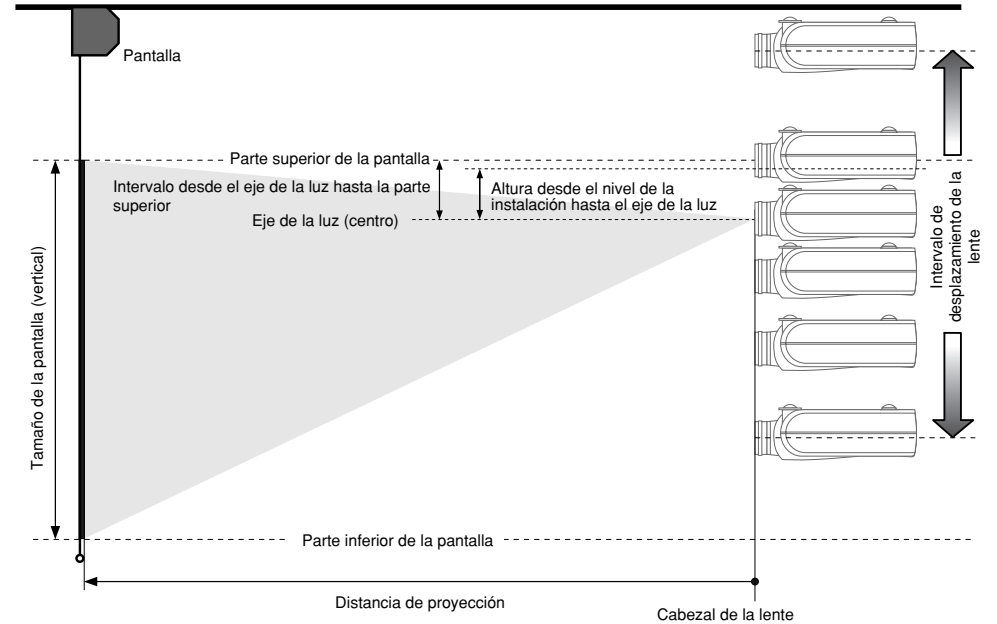 Pantalla
Parte superior de la pantalla
Intervalo desde el eje de la luz hasta la parte
superior
Altura desde el nivel de la
instalación hasta el eje de la luz
Eje de la luz (centro)
Intervalo de
desplazamiento de la
lente
Tamaño de la pantalla (vertical)
Parte inferior de la pantalla
Distancia de proyección
Cabezal de la lente